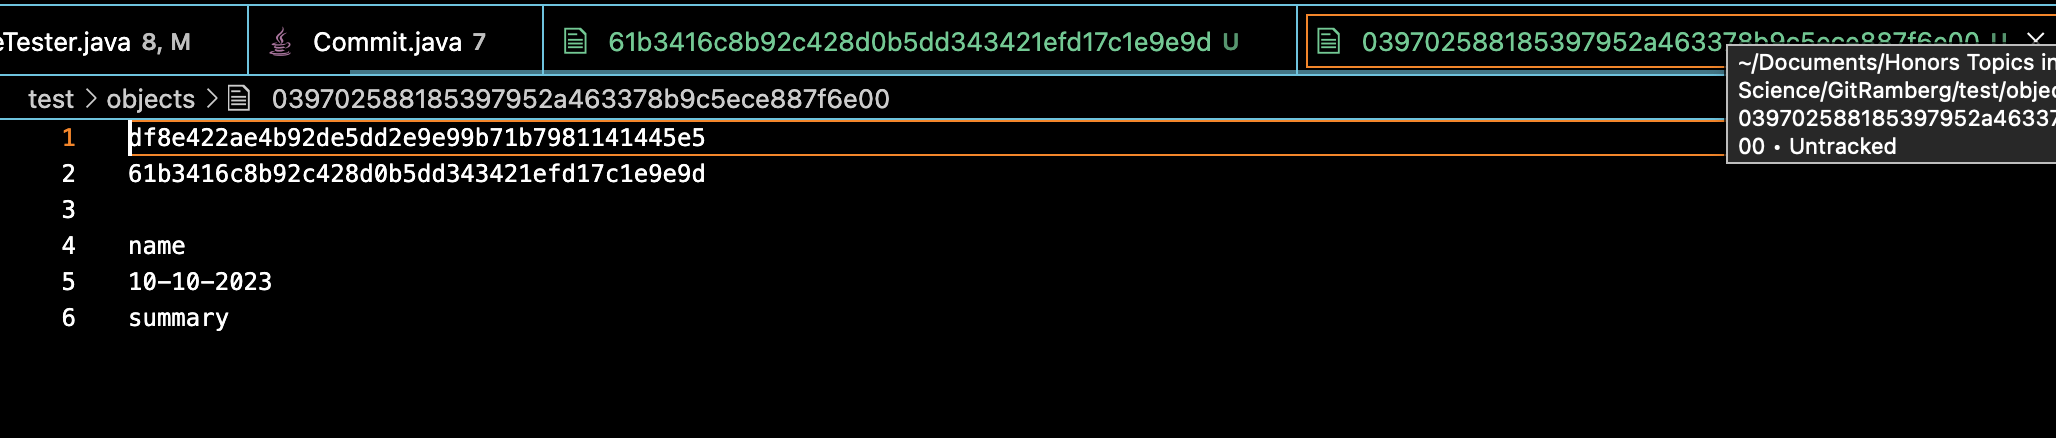 eTester.java 8, M
Commit.java 7
61b3416c8b92c428d0b5dd343421efd17c1e9e9d U
039702588185397952a463378b9c5ece887f6e00 U
~/Documents/Honors Topics in
Science/GitRamberg/test/objec
039702588185397952a46337
00 • Untracked
test > objects > 039702588185397952a463378b9c5ece887f6e00
1 df8e422ae4b92de5dd2e9e99b71b7981141445e5
2 61b3416c8b92c428d0b5dd343421efd17c1e9e9d
3
4 name
5 10-10-2023
6 summary